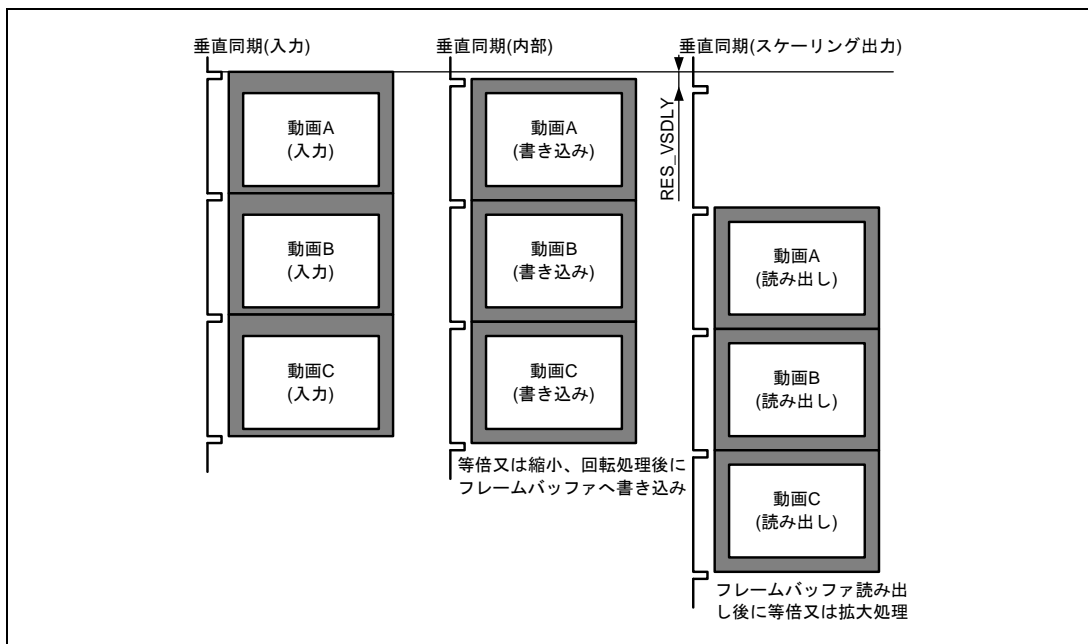 垂直同期(入力)
垂直同期(内部)
垂直同期(スケーリング出力)
動画A
(入力)
動画B
(入力)
動画C
(入力)
動画A
(書き込み)
動画B
(書き込み)
動画C
(書き込み)
等倍又は縮小、回転処理後に
フレームバッファへ書き込み
RES_VSDLY
動画A
(読み出し)
動画B
(読み出し)
動画C
(読み出し)
フレームバッファ読み出
し後に等倍又は拡大処理